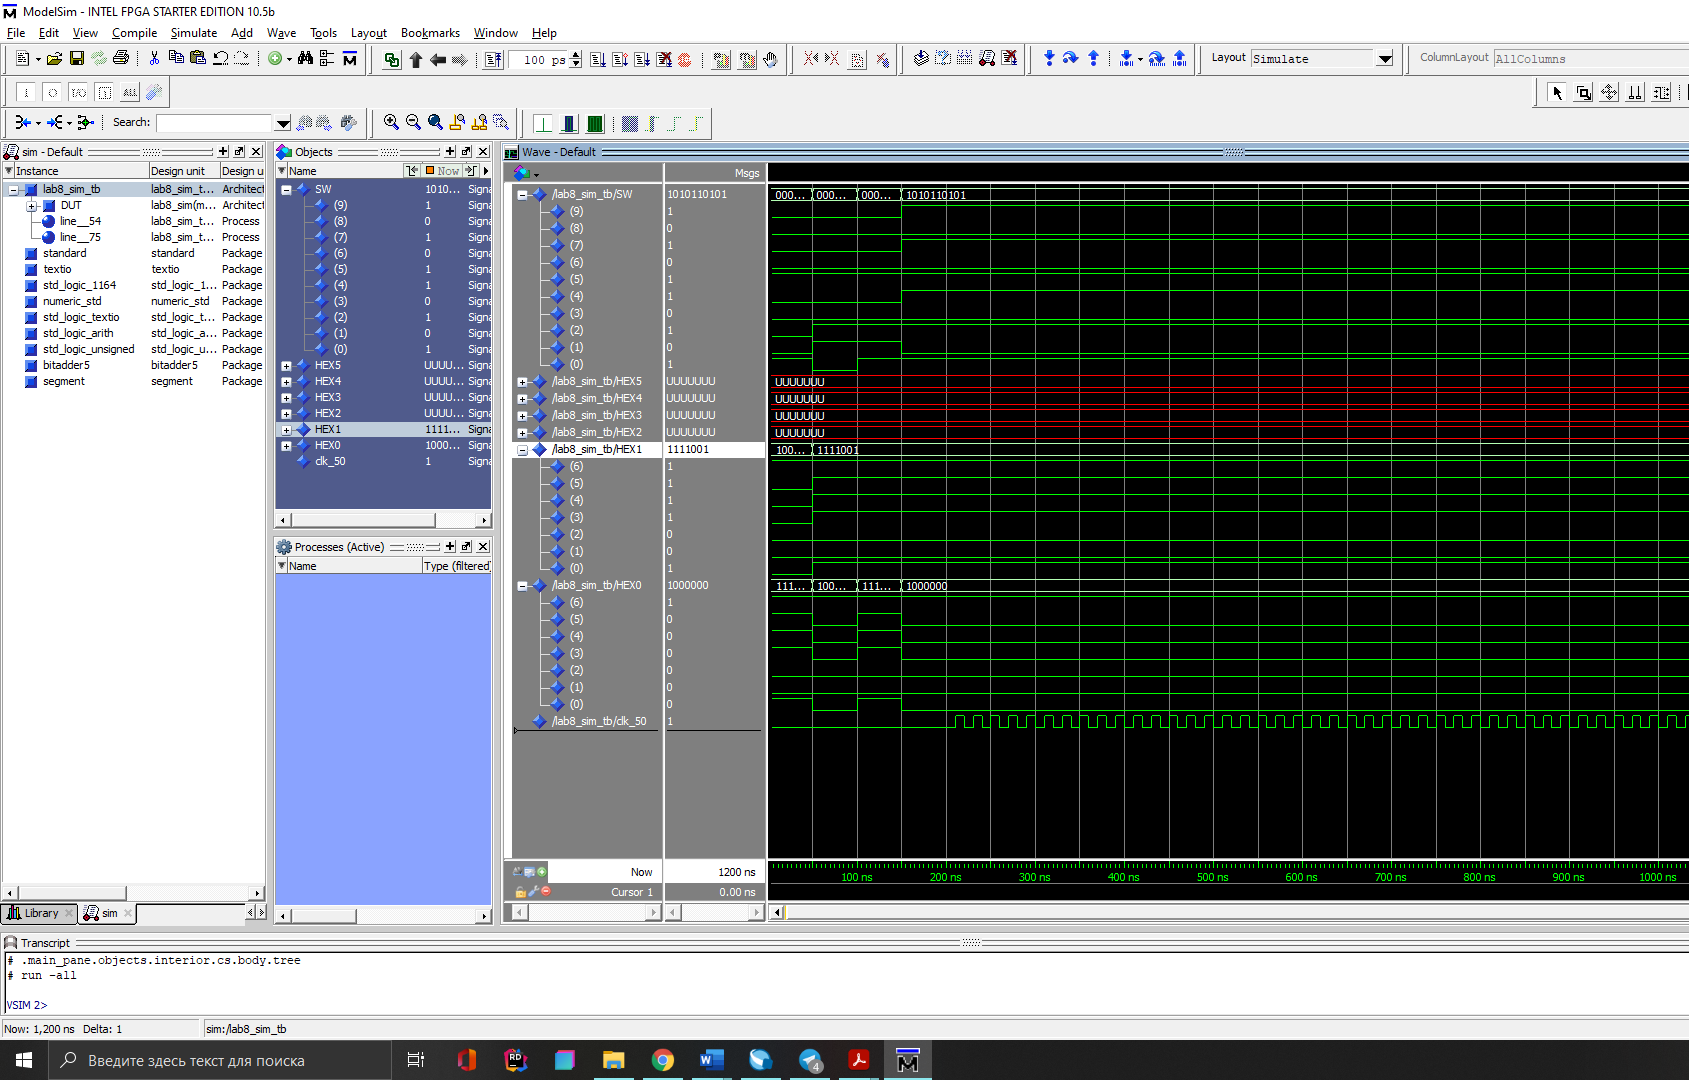 ModelSim - INTEL FPGA STARTER EDITION 10.5b
File Edit View Compile Simulate Add Wave Tools Layout Bookmarks Window Help
100 ps
Layout Simulate
ColumnLayout AllColumns
Search:
sim - Default
Instance Design unit Design u
lab8_sim_tb lab8_sim_t... Architect
DUT lab8_sim(m... Architect
line__54 lab8_sim_t... Process
line__75 lab8_sim_t... Process
standard standard Package
textio textio Package
std_logic_1164 std_logic_1... Package
numeric_std numeric_std Package
std_logic_textio std_logic_t... Package
std_logic_arith std_logic_a... Package
std_logic_unsigned std_logic_u... Package
bitadder5 bitadder5 Package
segment segment Package
Library sim
Objects
Name Now
SW 1010... Signa
(9) 1 Signa
(8) 0 Signa
(7) 1 Signa
(6) 0 Signa
(5) 1 Signa
(4) 1 Signa
(3) 0 Signa
(2) 1 Signa
(1) 0 Signa
(0) 1 Signa
HEX5 UUUU... Signa
HEX4 UUUU... Signa
HEX3 UUUU... Signa
HEX2 UUUU... Signa
HEX1 1111... Signa
HEX0 1000... Signa
clk_50 1 Signa
Processes (Active)
Name Type (filtered)
Wave - Default
Msgs
/lab8_sim_tb/SW 1010110101 000... 000... 000... 1010110101
(9) 1
(8) 0
(7) 1
(6) 0
(5) 1
(4) 1
(3) 0
(2) 1
(1) 0
(0) 1
/lab8_sim_tb/HEX5 UUUUUUU UUUUUUU
/lab8_sim_tb/HEX4 UUUUUUU UUUUUUU
/lab8_sim_tb/HEX3 UUUUUUU UUUUUUU
/lab8_sim_tb/HEX2 UUUUUUU UUUUUUU
/lab8_sim_tb/HEX1 1111001 100... 1111001
(6) 1
(5) 1
(4) 1
(3) 1
(2) 0
(1) 0
(0) 1
/lab8_sim_tb/HEX0 1000000 111... 100... 111... 1000000
(6) 1
(5) 0
(4) 0
(3) 0
(2) 0
(1) 0
(0) 0
/lab8_sim_tb/clk_50 1
Now 1200 ns
100 ns 200 ns 300 ns 400 ns 500 ns 600 ns 700 ns 800 ns 900 ns 1000 ns
Cursor 1 0.00 ns
Transcript
# .main_pane.objects.interior.cs.body.tree
# run -all
VSIM 2>
Now: 1,200 ns Delta: 1 sim:/lab8_sim_tb
Введите здесь текст для поиска
4